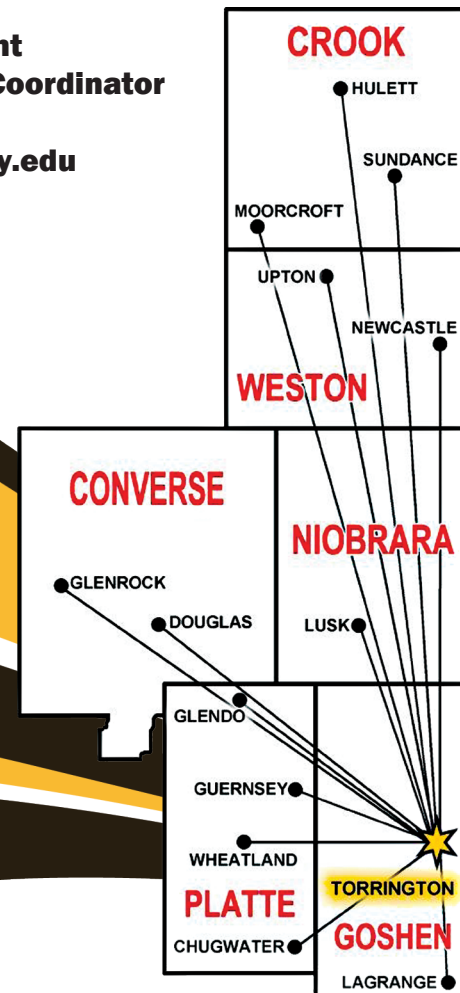 nt
Coordinator
y.edu
CROOK
HULETT
SUNDANCE
MOORCROFT
UPTON
NEWCASTLE
WESTON
CONVERSE
NIOBRARA
GLENROCK
DOUGLAS
LUSK
GLENDO
GUERNSEY
WHEATLAND
TORRINGTON
PLATTE
GOSHEN
CHUGWATER
LAGRANGE